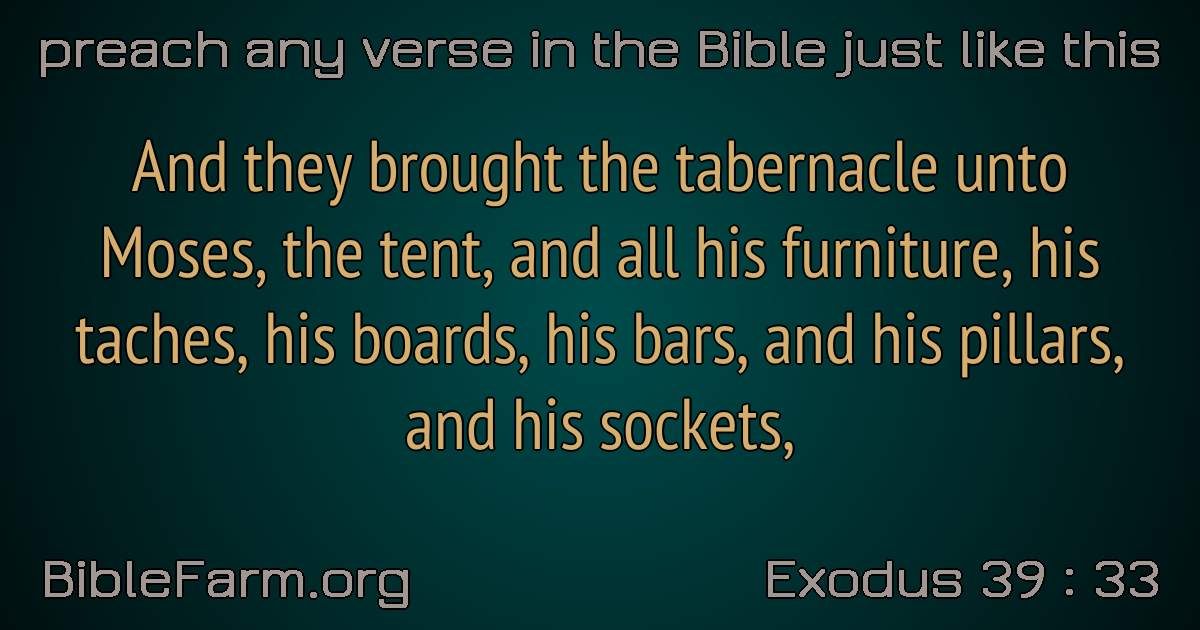 preach any verse in the Bible just like this
And they brought the tabernacle unto
Moses, the tent, and all his furniture, his
taches, his boards, his bars, and his pillars,
and his sockets,
BibleFarm.org
Exodus 39 : 33